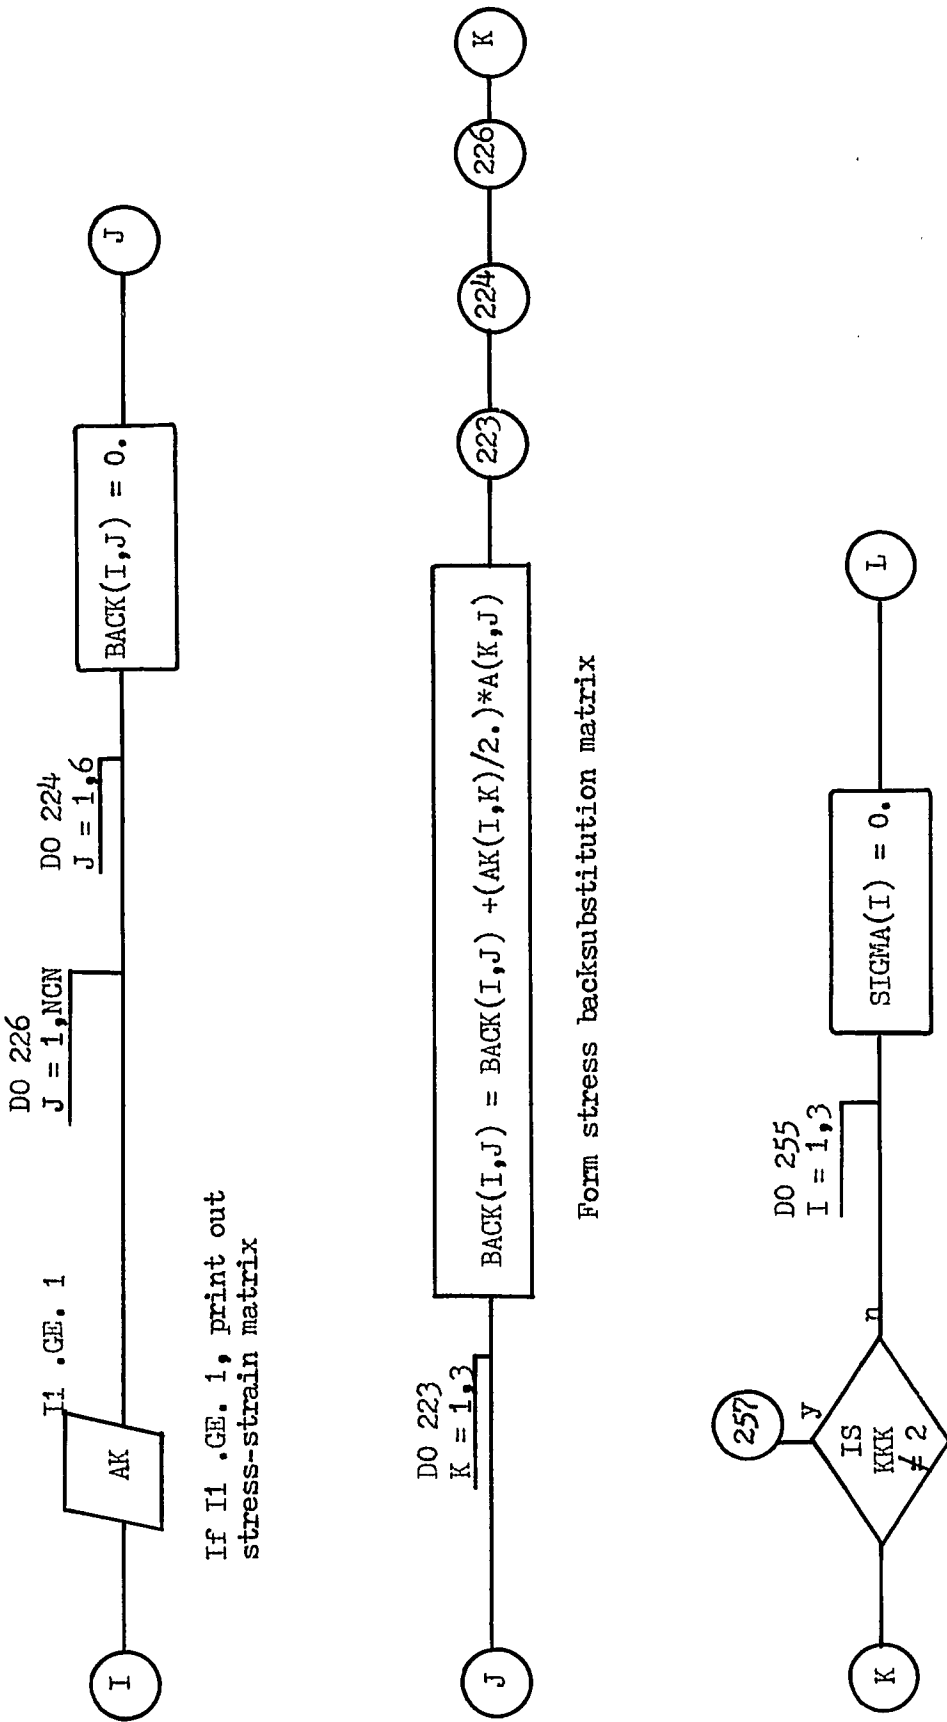 I
I1 .GE. 1
AK
If I1 .GE. 1, print out
stress-strain matrix
DO 226
J = 1,NCN
DO 224
J = 1,6
BACK(I,J) = 0.
J
J
DO 223
K = 1,3
BACK(I,J) = BACK(I,J) +(AK(I,K)/2.)*A(K,J)
Form stress backsubstitution matrix
223
224
226
K
K
257
y
IS
KKK
≠ 2
n
DO 255
I = 1,3
SIGMA(I) = 0.
L